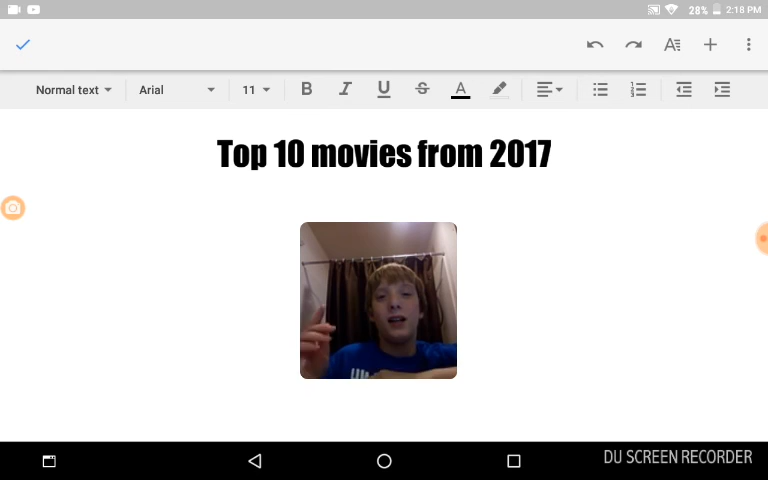 28% 2:18 PM
Normal text Arial 11 B I U S A
Top 10 movies from 2017
DU SCREEN RECORDER